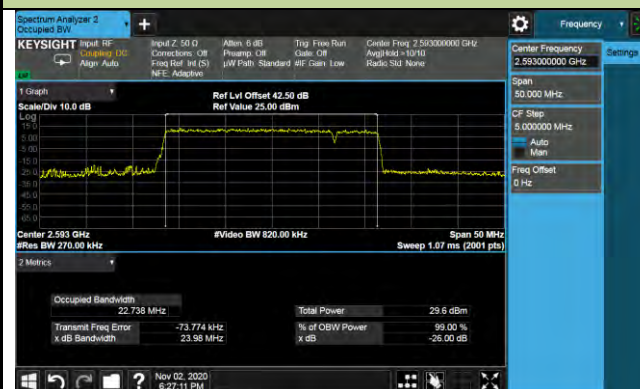 Spectrum Analyzer 2
Occupied BW
+
Frequency
KEYSIGHT
Input: RF
Coupling: DC
Align: Auto
Input Z: 50 Ω
Corrections: Off
Freq Ref: Int (S)
NFE: Adaptive
Atten: 6 dB
Preamp: Off
µW Path: Standard
Trig: Free Run
Gate: Off
#IF Gain: Low
Center Freq: 2.593000000 GHz
Avg|Hold:>10/10
Radio Std: None
Center Frequency
2.593000000 GHz
Settings
Span
50.000 MHz
CF Step
5.000000 MHz
Auto
Man
Freq Offset
0 Hz
1 Graph
Scale/Div 10.0 dB
Ref Lvl Offset 42.50 dB
Ref Value 25.00 dBm
Log
15.0
5.00
-5.00
-15.0
-25.0
-35.0
-45.0
-55.0
-65.0
Center 2.593 GHz
#Video BW 820.00 kHz
Span 50 MHz
#Res BW 270.00 kHz
Sweep 1.07 ms (2001 pts)
2 Metrics
Occupied Bandwidth
22.738 MHz
Total Power
29.6 dBm
Transmit Freq Error
-73.774 kHz
% of OBW Power
99.00 %
x dB Bandwidth
23.98 MHz
x dB
-26.00 dB
?
Nov 02, 2020
6:27:11 PM